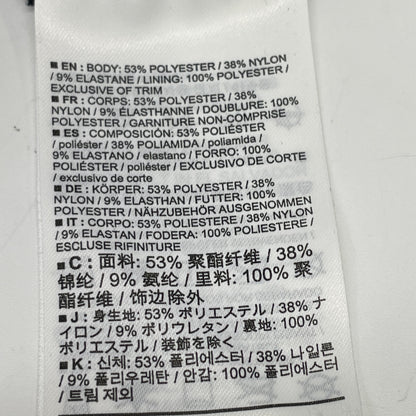 ■ EN : BODY: 53% POLYESTER / 38% NYLON
/ 9% ELASTANE / LINING: 100% POLYESTER /
EXCLUSIVE OF TRIM
■ FR : CORPS: 53% POLYESTER / 38%
NYLON / 9% ÉLASTHANNE / DOUBLURE: 100%
POLYESTER / GARNITURE NON-COMPRISE
■ ES : COMPOSICIÓN: 53% POLIÉSTER
/ poliéster / 38% POLIAMIDA / poliamida /
9% ELASTANO / elastano / FORRO: 100%
POLIÉSTER / poliéster / EXCLUSIVO DE CORTE
/ exclusivo de corte
■ DE : KÖRPER: 53% POLYESTER / 38%
NYLON / 9% ELASTHAN / FUTTER: 100%
POLYESTER / NÄHZUBEHÖR AUSGENOMMEN
■ IT : CORPO: 53% POLIESTERE / 38% NYLON
/ 9% ELASTAN / FODERA: 100% POLIESTERE /
ESCLUSE RIFINITURE
■ C : 面料: 53% 聚酯纤维 / 38%
锦纶 / 9% 氨纶 / 里料: 100% 聚
酯纤维 / 饰边除外
■ J : 身生地: 53% ポリエステル / 38% ナ
イロン / 9% ポリウレタン / 裏地: 100%
ポリエステル / 装飾を除く
■ K : 신체: 53% 폴리에스터 / 38% 나일론
/ 9% 폴리우레탄 / 안감: 100% 폴리에스터
/ 트림 제외